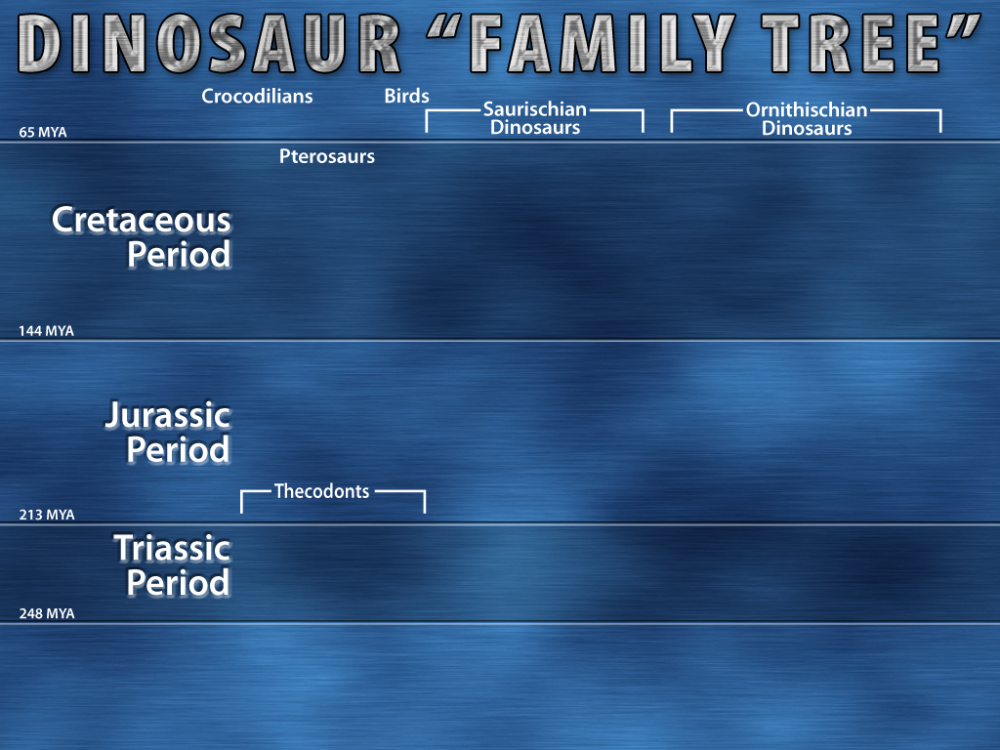 DINOSAUR “FAMILY TREE”
Crocodilians
Birds
Saurischian
Dinosaurs
Ornithischian
Dinosaurs
65 MYA
Pterosaurs
Cretaceous
Period
144 MYA
Jurassic
Period
Thecodonts
213 MYA
Triassic
Period
248 MYA